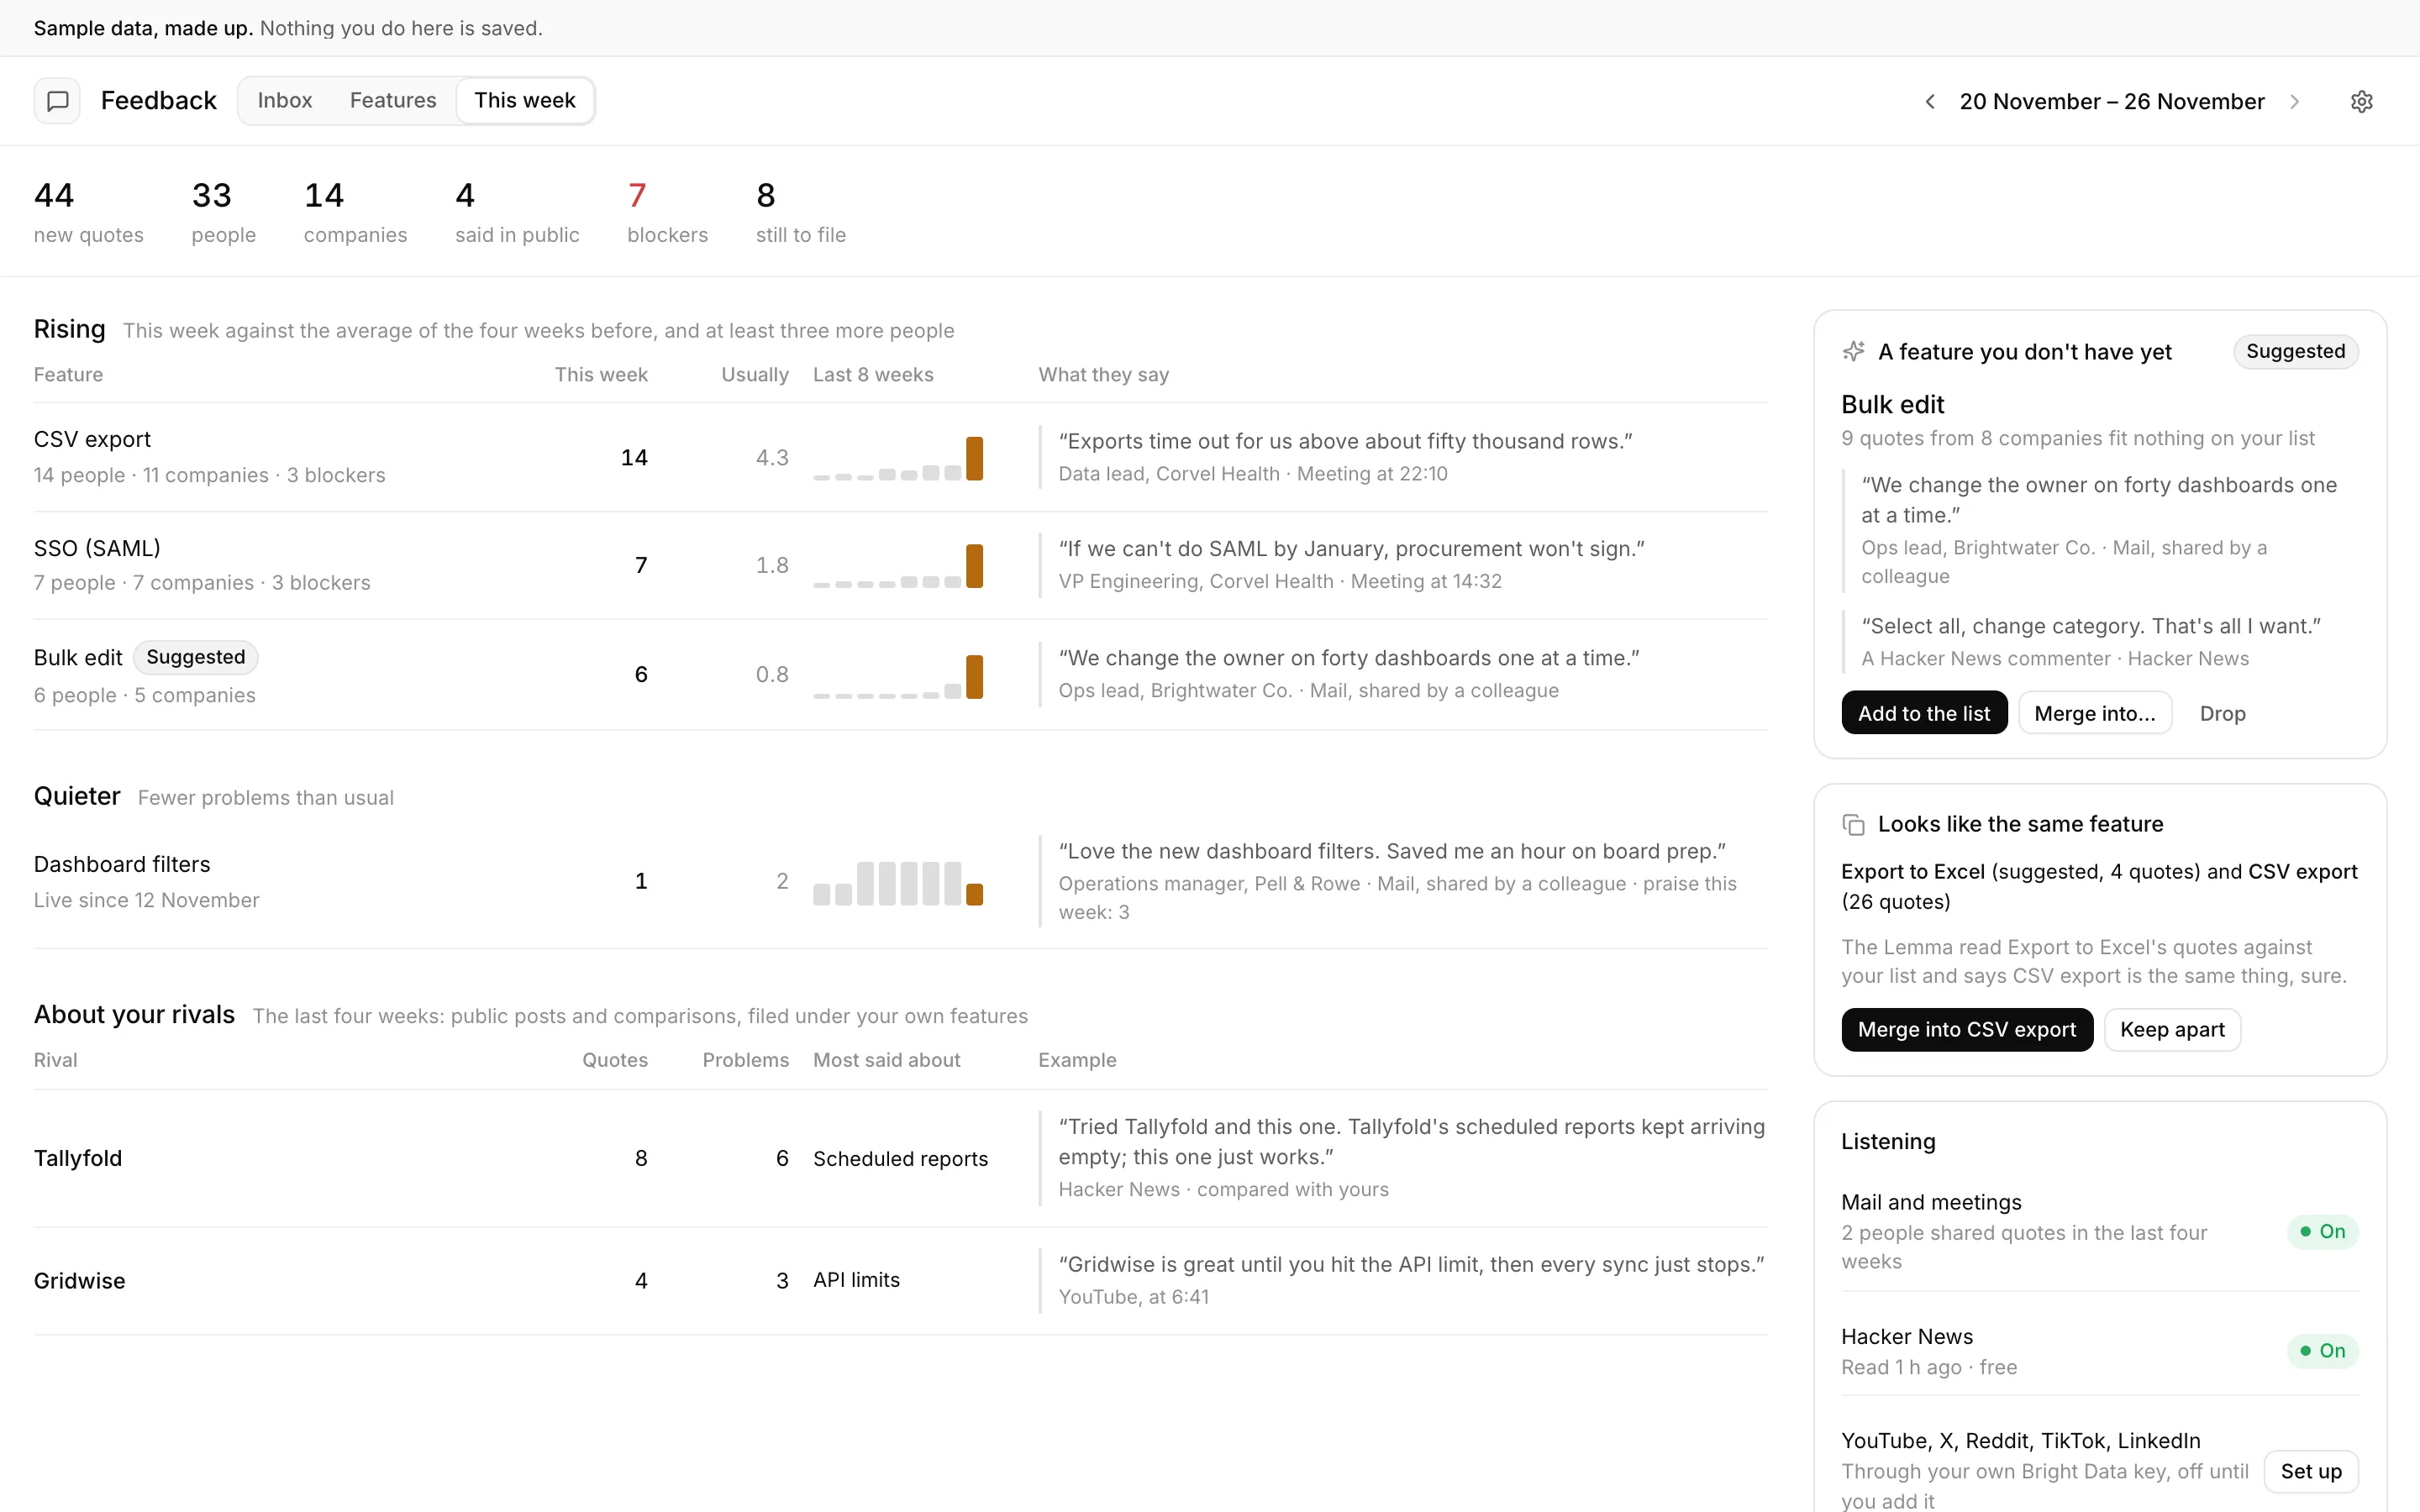 Sample data, made up. Nothing you do here is saved.
Feedback
Inbox
Features
This week
20 November – 26 November
44
new quotes
33
people
14
companies
4
said in public
7
blockers
8
still to file
Rising This week against the average of the four weeks before, and at least three more people
Feature This week Usually Last 8 weeks What they say
CSV export
14 people · 11 companies · 3 blockers
14
4.3
“Exports time out for us above about fifty thousand rows.”
Data lead, Corvel Health · Meeting at 22:10
SSO (SAML)
7 people · 7 companies · 3 blockers
7
1.8
“If we can't do SAML by January, procurement won't sign.”
VP Engineering, Corvel Health · Meeting at 14:32
Bulk edit Suggested
6 people · 5 companies
6
0.8
“We change the owner on forty dashboards one at a time.”
Ops lead, Brightwater Co. · Mail, shared by a colleague
Quieter Fewer problems than usual
Dashboard filters
Live since 12 November
1
2
“Love the new dashboard filters. Saved me an hour on board prep.”
Operations manager, Pell & Rowe · Mail, shared by a colleague · praise this
week: 3
About your rivals The last four weeks: public posts and comparisons, filed under your own features
Rival Quotes Problems Most said about Example
Tallyfold
8
6
Scheduled reports
“Tried Tallyfold and this one. Tallyfold's scheduled reports kept arriving
empty; this one just works.”
Hacker News · compared with yours
Gridwise
4
3
API limits
“Gridwise is great until you hit the API limit, then every sync just stops.”
YouTube, at 6:41
A feature you don't have yet
Suggested
Bulk edit
9 quotes from 8 companies fit nothing on your list
“We change the owner on forty dashboards one
at a time.”
Ops lead, Brightwater Co. · Mail, shared by a
colleague
“Select all, change category. That's all I want.”
A Hacker News commenter · Hacker News
Add to the list
Merge into…
Drop
Looks like the same feature
Export to Excel (suggested, 4 quotes) and CSV export
(26 quotes)
The Lemma read Export to Excel's quotes against
your list and says CSV export is the same thing, sure.
Merge into CSV export
Keep apart
Listening
Mail and meetings
2 people shared quotes in the last four
weeks
On
Hacker News
Read 1 h ago · free
On
YouTube, X, Reddit, TikTok, LinkedIn
Through your own Bright Data key, off until
you add it
Set up